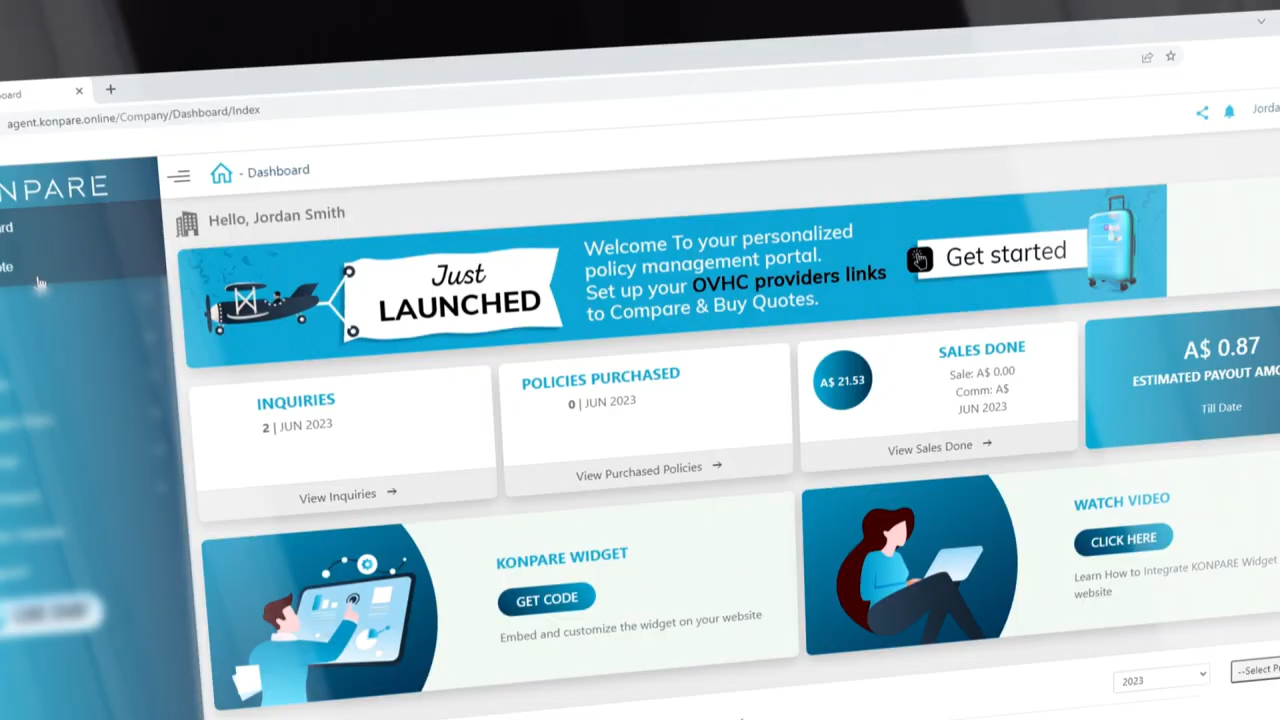 oard
agent.konpare.online/Company/Dashboard/Index
Jorda
NPARE
- Dashboard
rd
Hello, Jordan Smith
te
Just
LAUNCHED
Welcome To your personalized
policy management portal.
Set up your OVHC providers links
to Compare & Buy Quotes.
Get started
INQUIRIES
2 | JUN 2023
View Inquiries
POLICIES PURCHASED
0 | JUN 2023
View Purchased Policies
A$ 21.53
SALES DONE
Sale: A$ 0.00
Comm: A$
JUN 2023
View Sales Done
A$ 0.87
ESTIMATED PAYOUT AMO
Till Date
KONPARE WIDGET
GET CODE
Embed and customize the widget on your website
WATCH VIDEO
CLICK HERE
Learn How to Integrate KONPARE Widget
website
2023
--Select Pr